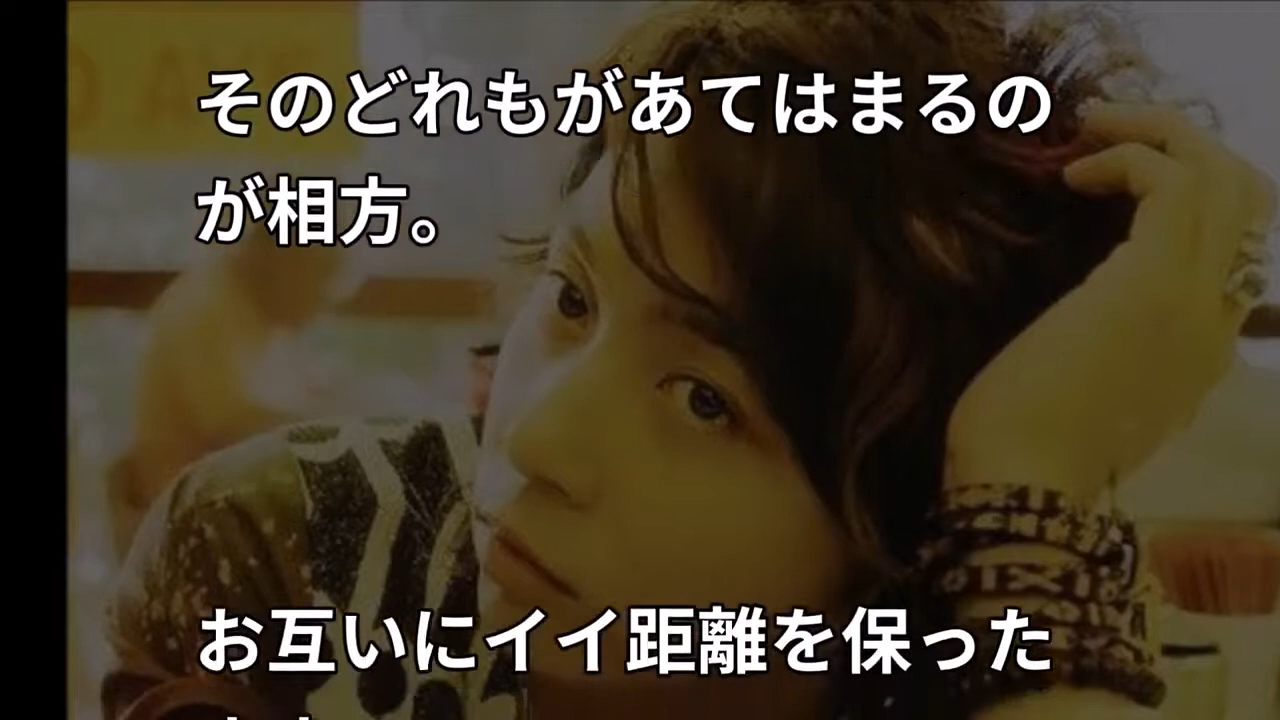 そのどれもがあてはまるの
が相方。
お互いにイイ距離を保った